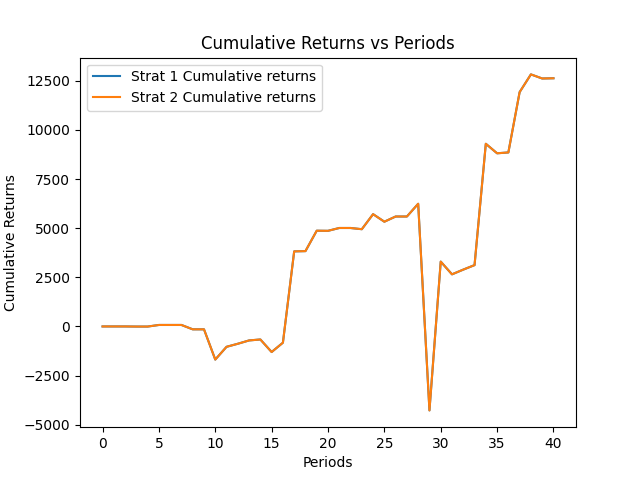 Cumulative Returns vs Periods
Strat 1 Cumulative returns
Strat 2 Cumulative returns
12500
10000
7500
5000
2500
0
−2500
−5000
Cumulative Returns
0 5 10 15 20 25 30 35 40
Periods